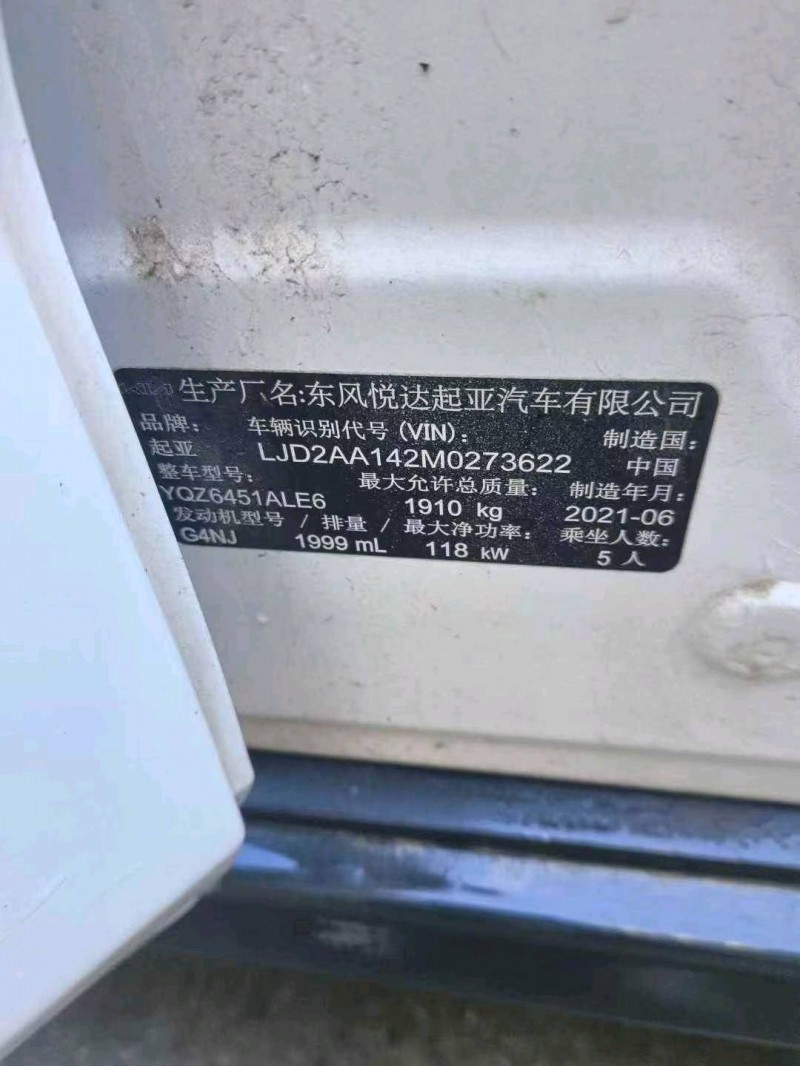 KIA 生产厂名:东风悦达起亚汽车有限公司
品牌: 车辆识别代号 (VIN): 制造国:
起亚 LJD2AA142M0273622 中国
整车型号: 最大允许总质量: 制造年月:
YQZ6451ALE6 1910 kg 2021-06
发动机型号 / 排量 / 最大净功率: 乘坐人数:
G4NJ 1999 mL 118 kW 5 人